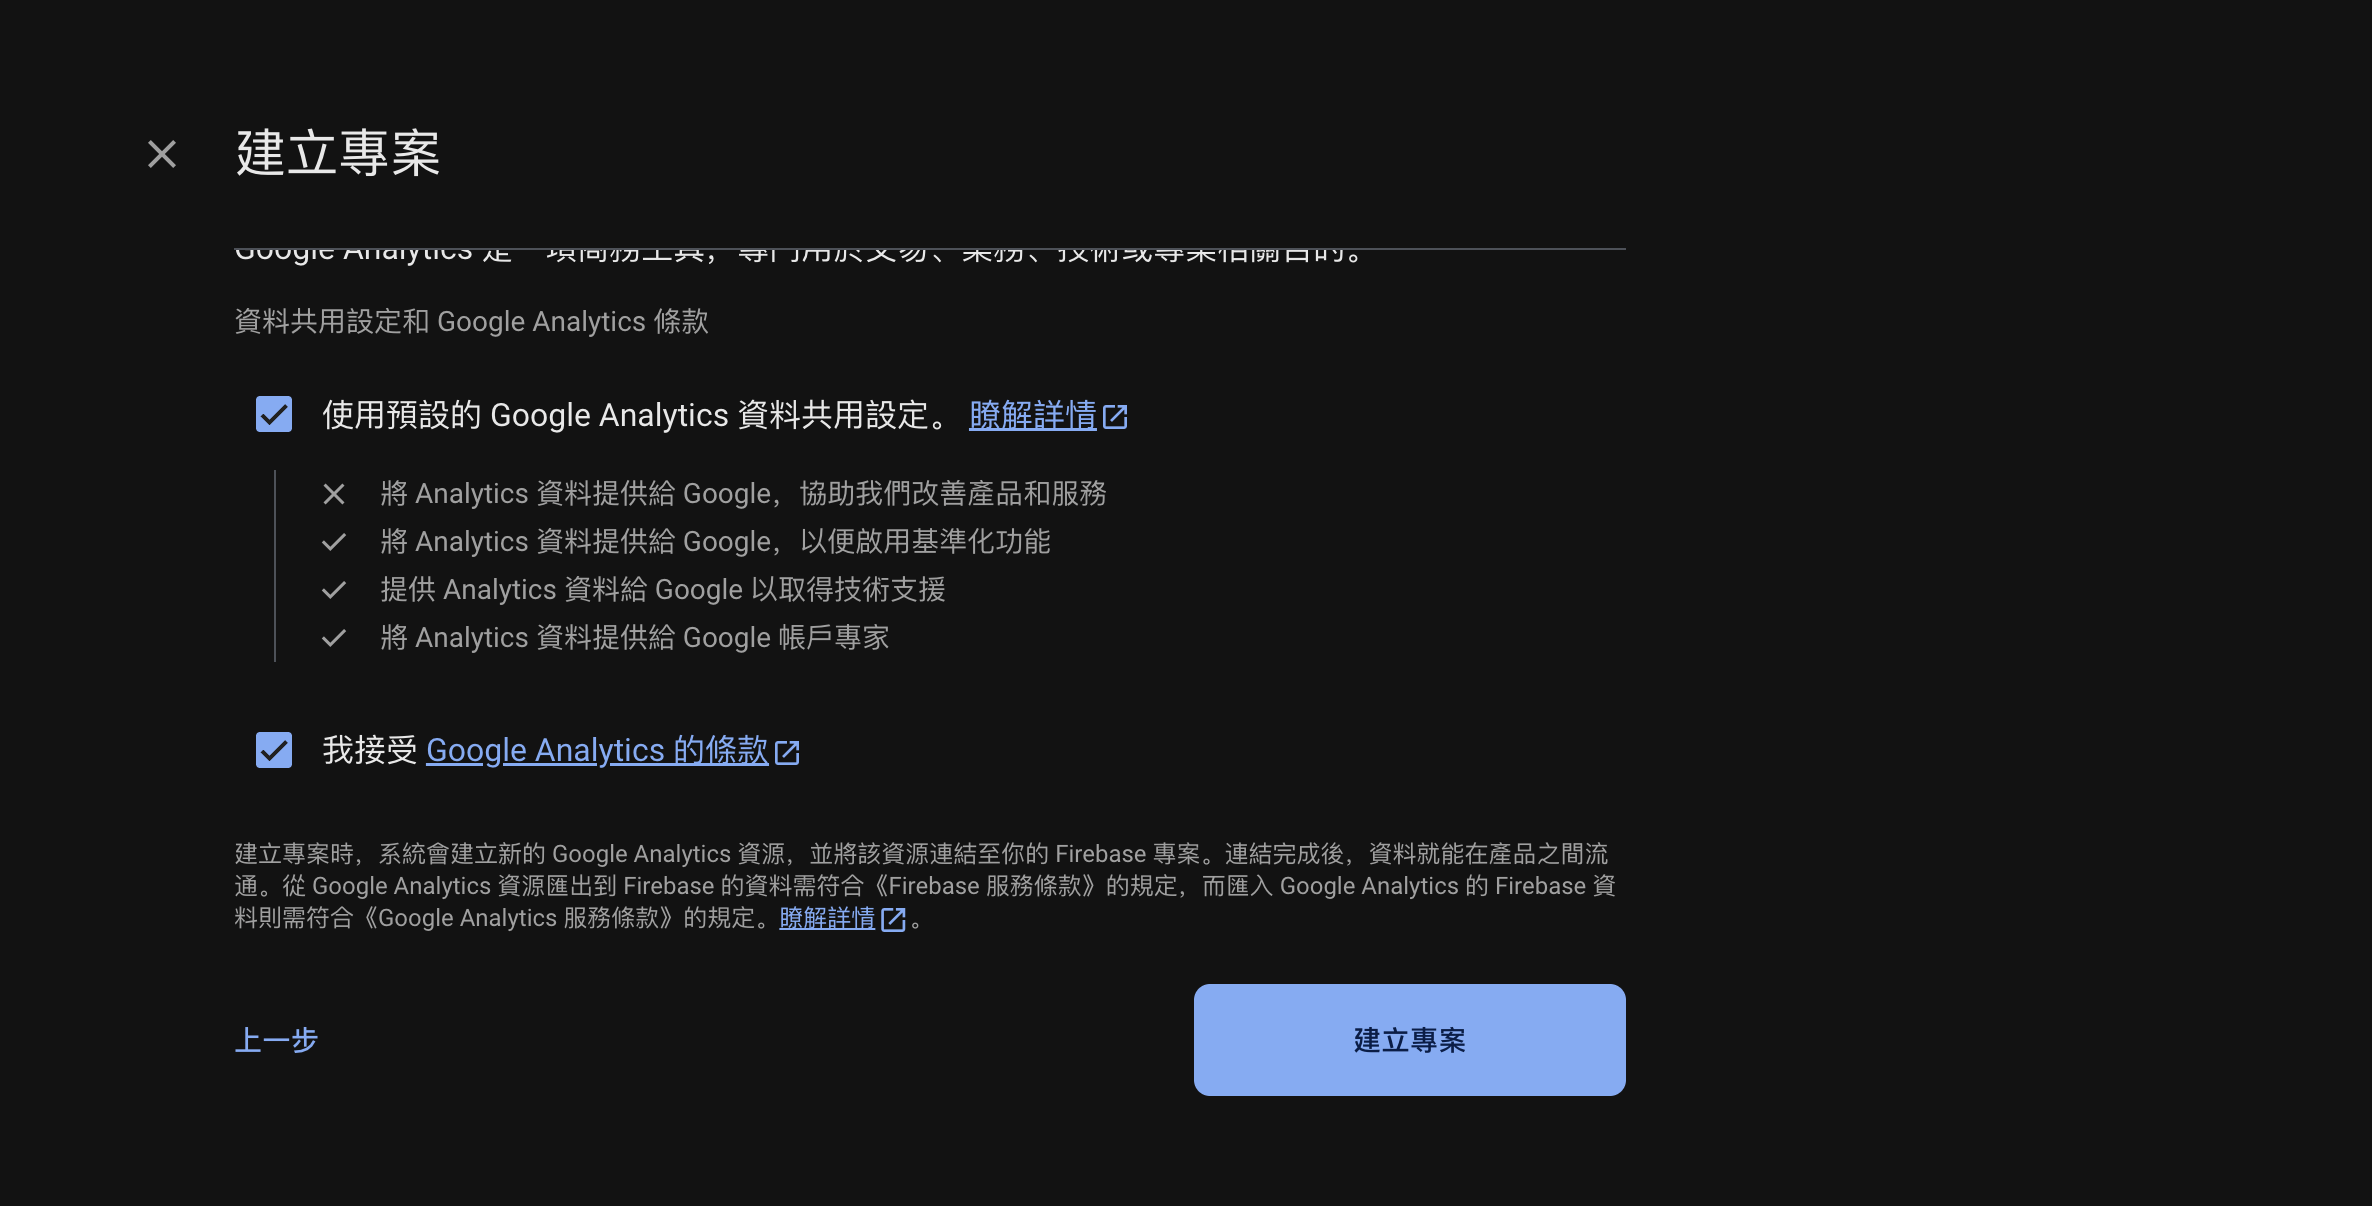 建立專案
Google Analytics 是一項商務工具，專門用於交易、業務、技術或專業相關目的。
資料共用設定和 Google Analytics 條款
使用預設的 Google Analytics 資料共用設定。 瞭解詳情
將 Analytics 資料提供給 Google，協助我們改善產品和服務
將 Analytics 資料提供給 Google，以便啟用基準化功能
提供 Analytics 資料給 Google 以取得技術支援
將 Analytics 資料提供給 Google 帳戶專家
我接受 Google Analytics 的條款
建立專案時，系統會建立新的 Google Analytics 資源，並將該資源連結至你的 Firebase 專案。連結完成後，資料就能在產品之間流
通。從 Google Analytics 資源匯出到 Firebase 的資料需符合《Firebase 服務條款》的規定，而匯入 Google Analytics 的 Firebase 資
料則需符合《Google Analytics 服務條款》的規定。瞭解詳情 。
上一步
建立專案